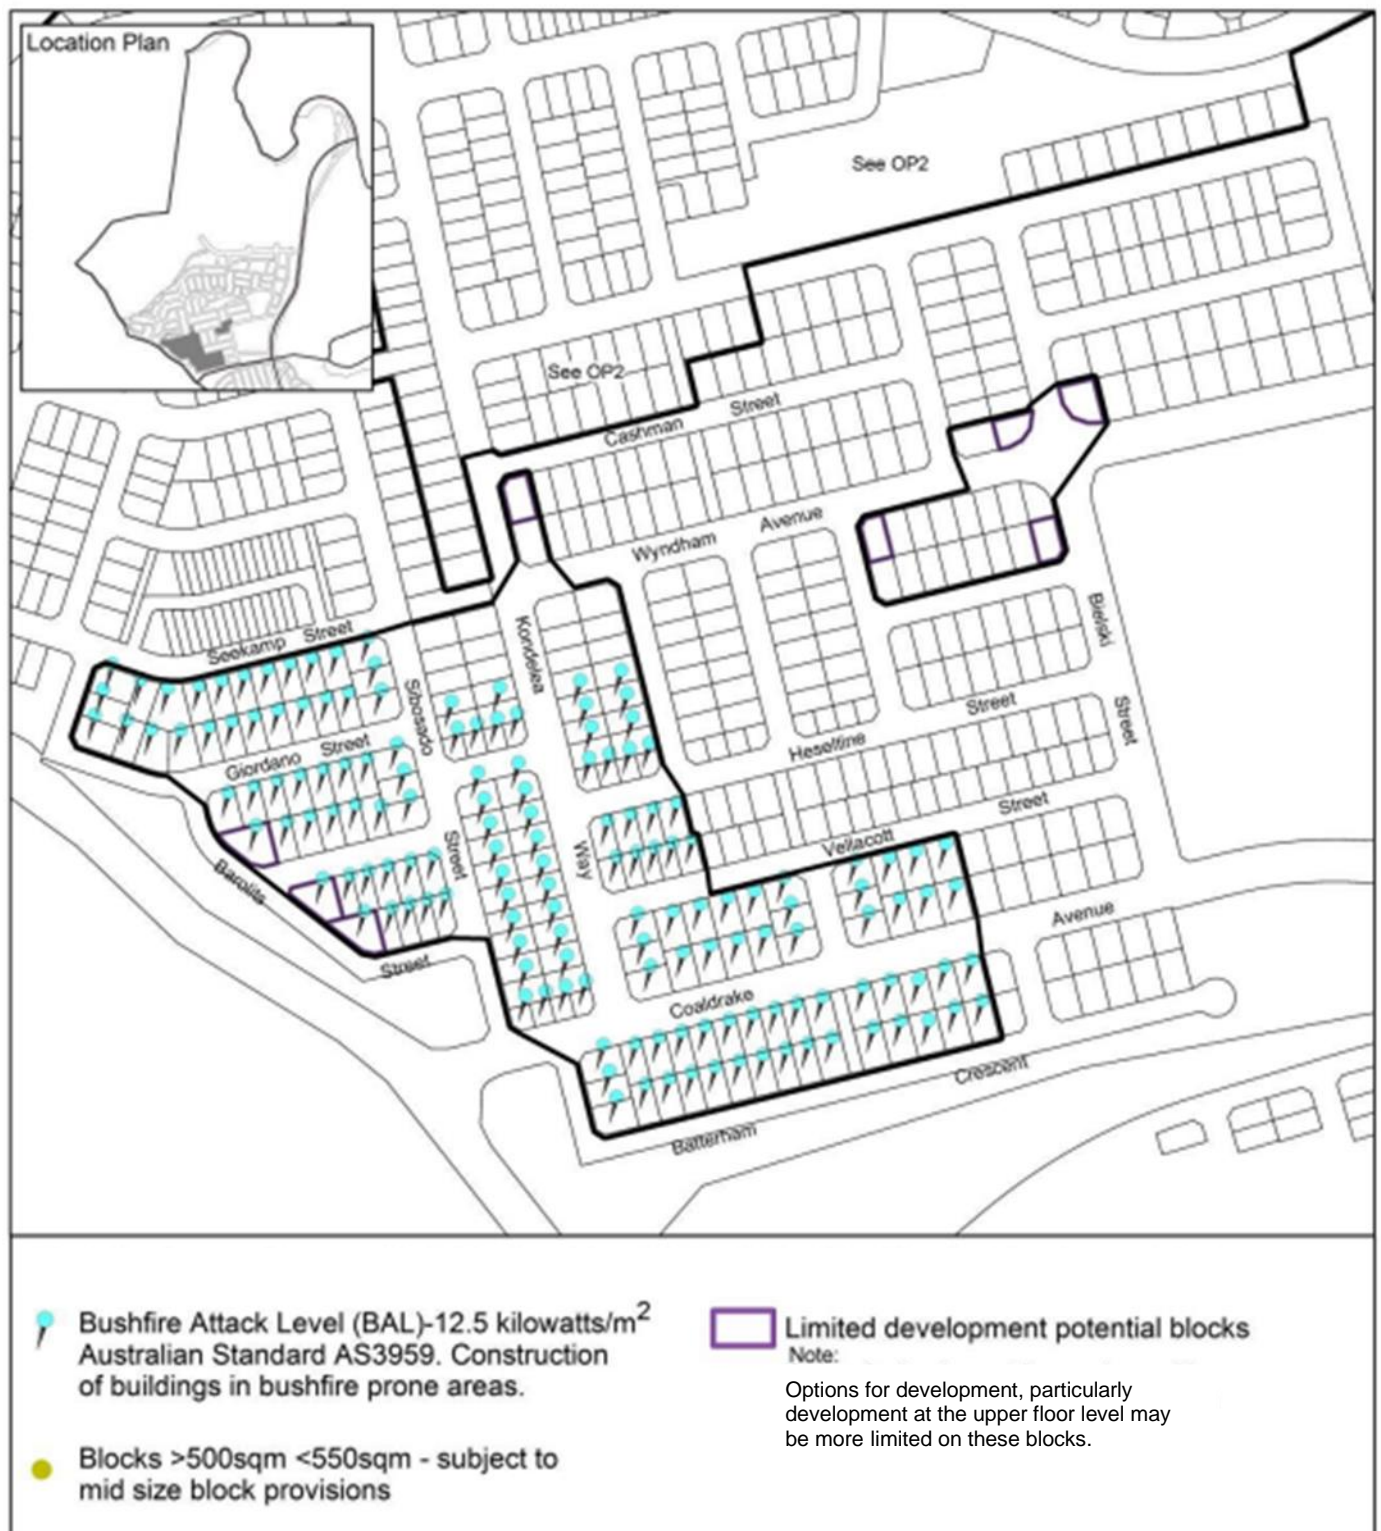 Location Plan
See OP2
See OP2
Cashman Street
Wyndham Avenue
Seekamp Street
Kondelea
Way
Sbosado
Street
Giordano Street
Bielski
Street
Street
Heseltine
Street
Vellacott
Barolits
Street
Avenue
Coaldrake
Crescent
Batterham
Bushfire Attack Level (BAL)-12.5 kilowatts/m2
Australian Standard AS3959. Construction
of buildings in bushfire prone areas.
Blocks >500sqm <550sqm - subject to
mid size block provisions
Limited development potential blocks
Note:
Options for development, particularly
development at the upper floor level may
be more limited on these blocks.